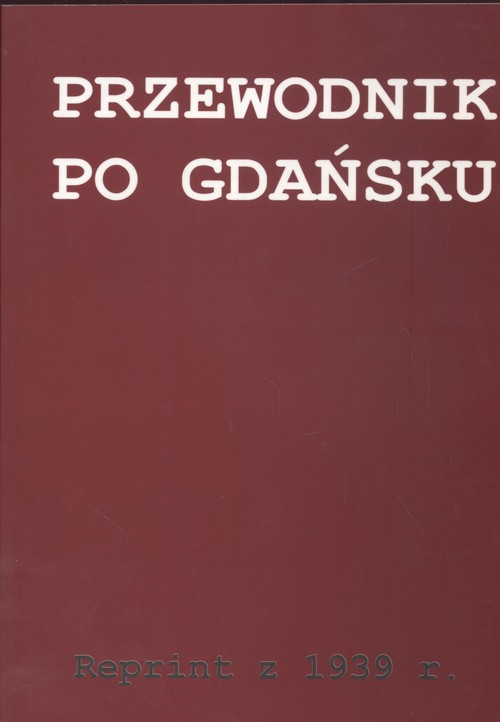 PRZEWODNIK
PO GDAŃSKU
Reprint z 1939 r.